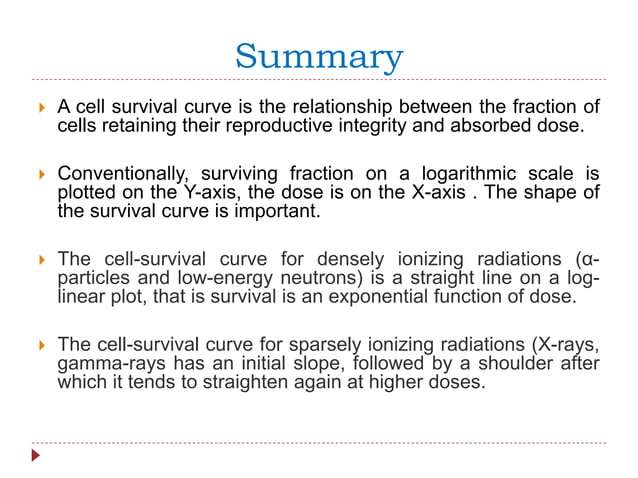 Summary
A cell survival curve is the relationship between the fraction of
cells retaining their reproductive integrity and absorbed dose.
Conventionally, surviving fraction on a logarithmic scale is
plotted on the Y-axis, the dose is on the X-axis . The shape of
the survival curve is important.
The cell-survival curve for densely ionizing radiations (α-
particles and low-energy neutrons) is a straight line on a log-
linear plot, that is survival is an exponential function of dose.
The cell-survival curve for sparsely ionizing radiations (X-rays,
gamma-rays has an initial slope, followed by a shoulder after
which it tends to straighten again at higher doses.